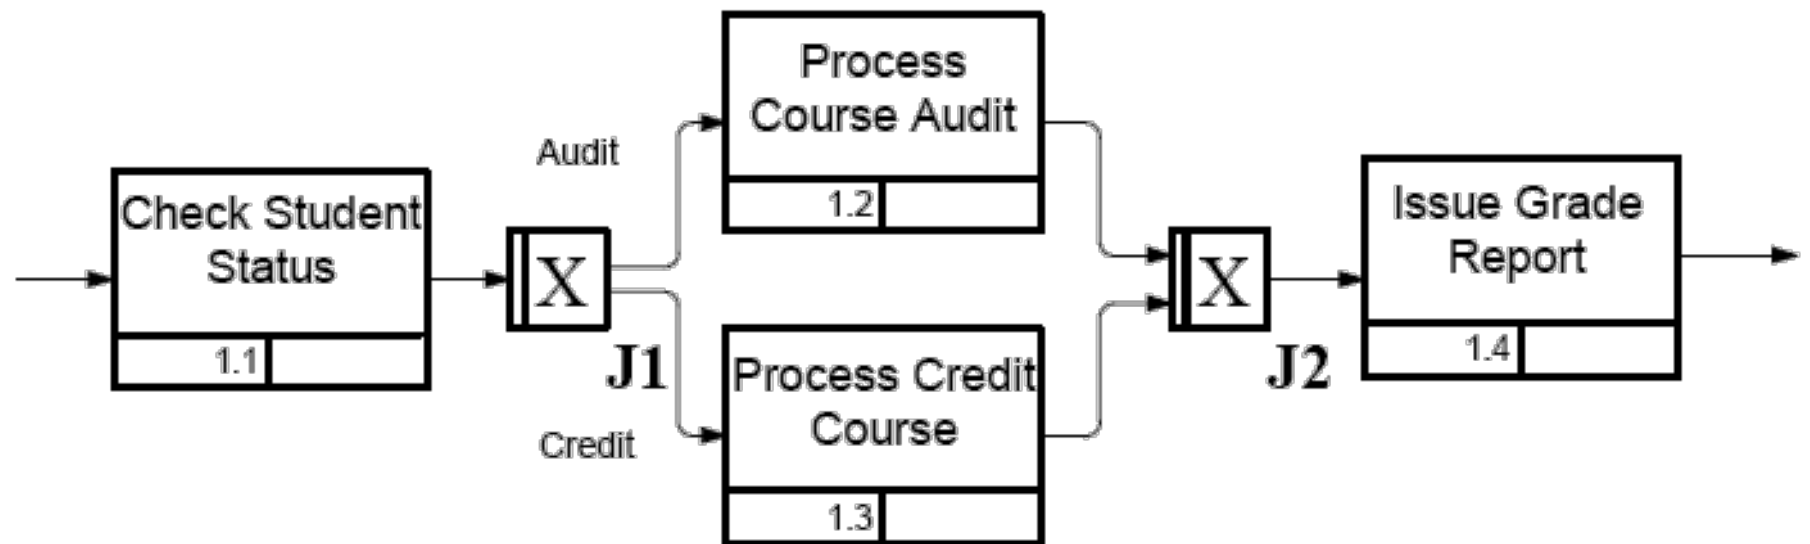 Check Student
Status
1.1
X
J1
Audit
Credit
Process
Course Audit
1.2
Process Credit
Course
1.3
X
J2
Issue Grade
Report
1.4